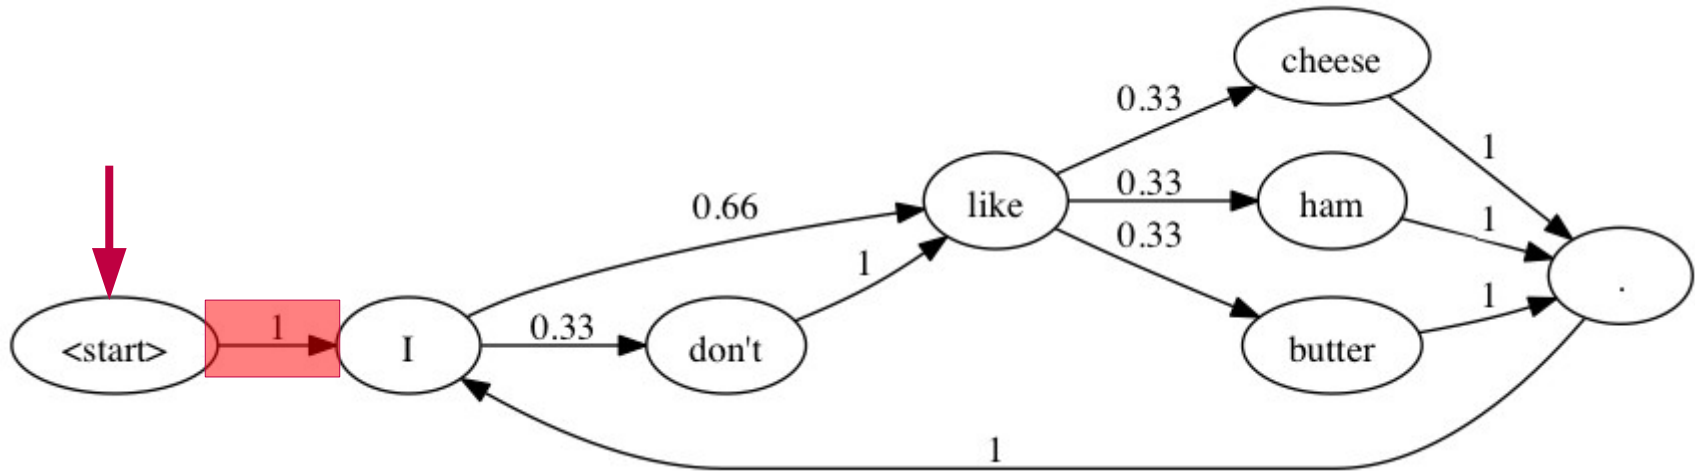 cheese
0.33
1
0.66
like
0.33
ham
1
0.33
1
1
<start>
1
I
0.33
don't
butter
.
1